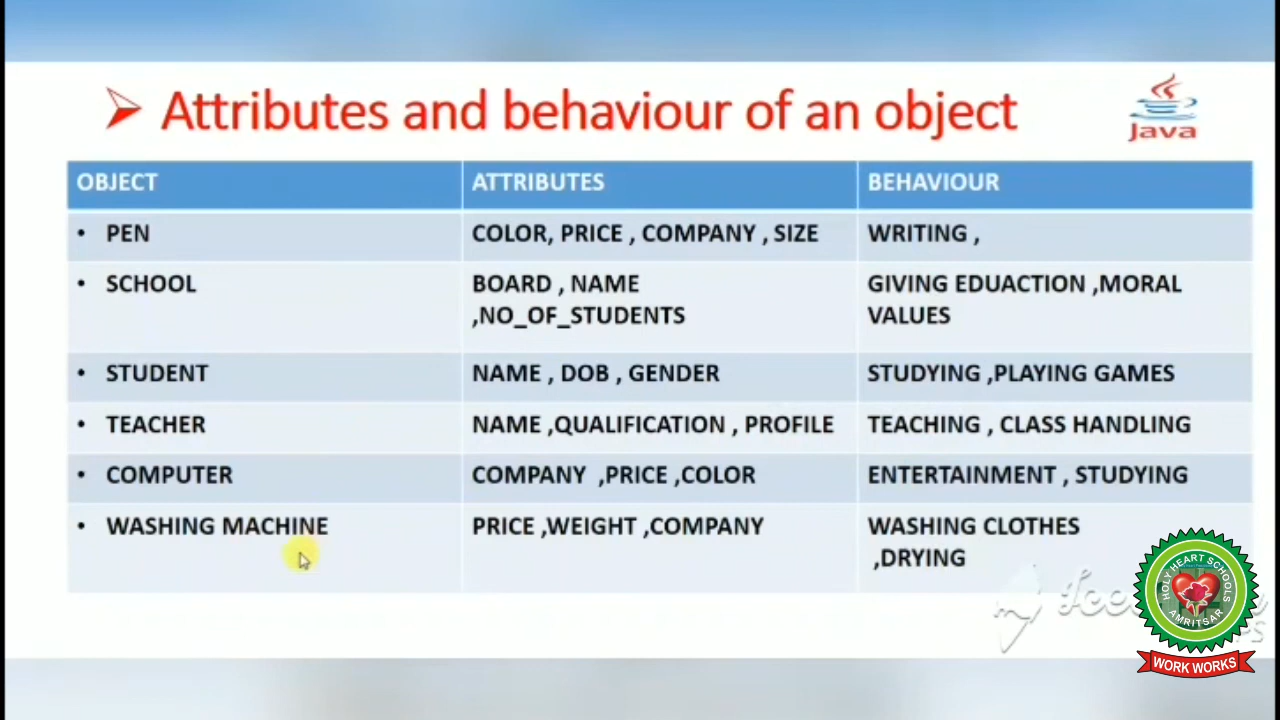 Attributes and behaviour of an object
Java
OBJECT ATTRIBUTES BEHAVIOUR
• PEN COLOR, PRICE , COMPANY , SIZE WRITING ,
• SCHOOL BOARD , NAME GIVING EDUACTION ,MORAL
,NO_OF_STUDENTS VALUES
• STUDENT NAME , DOB , GENDER STUDYING ,PLAYING GAMES
• TEACHER NAME ,QUALIFICATION , PROFILE TEACHING , CLASS HANDLING
• COMPUTER COMPANY ,PRICE ,COLOR ENTERTAINMENT , STUDYING
• WASHING MACHINE PRICE ,WEIGHT ,COMPANY WASHING CLOTHES
,DRYING
HOLY HEART SCHOOLS
AMRITSAR
WORK WORKS